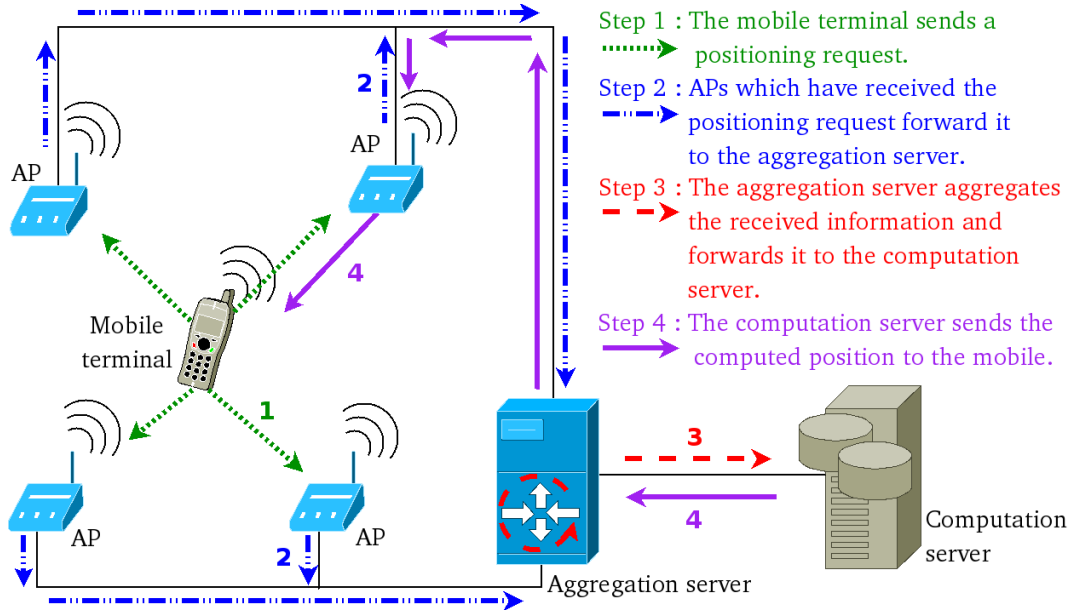 Step 1 : The mobile terminal sends a
positioning request.
Step 2 : APs which have received the
positioning request forward it
to the aggregation server.
Step 3 : The aggregation server aggregates
the received information and
forwards it to the computation
server.
Step 4 : The computation server sends the
computed position to the mobile.
2
AP
AP
4
Mobile
terminal
1
3
4
AP
AP
2
Computation
server
Aggregation server